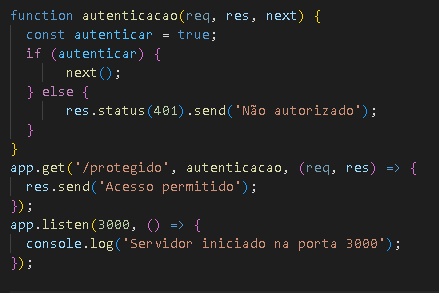 function autenticacao(req, res, next) {
  const autenticar = true;
  if (autenticar) {
      next();
  } else {
      res.status(401).send('Não autorizado');
  }
}
app.get('/protegido', autenticacao, (req, res) => {
  res.send('Acesso permitido');
});
app.listen(3000, () => {
  console.log('Servidor iniciado na porta 3000');
});